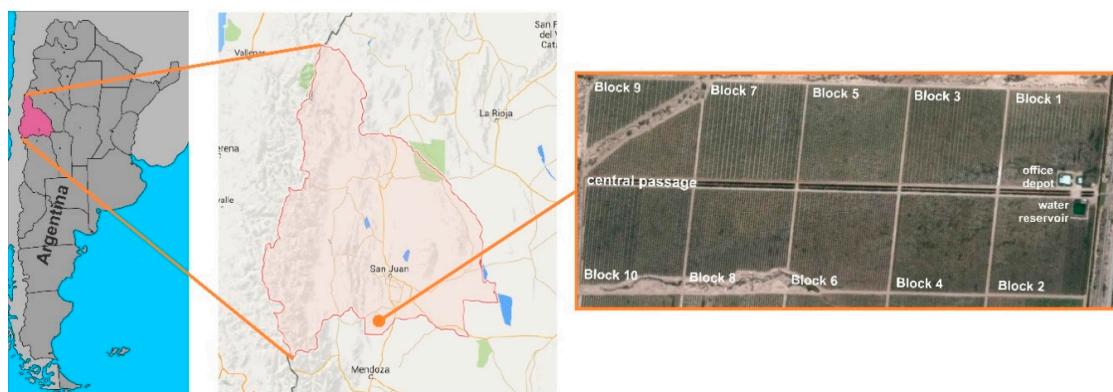 Argentina
San F
del V
Cata
Vallenar
La Rioja
erena
valle
San Juan
Mendoza
Block 9
Block 7
Block 5
Block 3
Block 1
office
depot
central passage
water
reservoir
Block 10
Block 8
Block 6
Block 4
Block 2